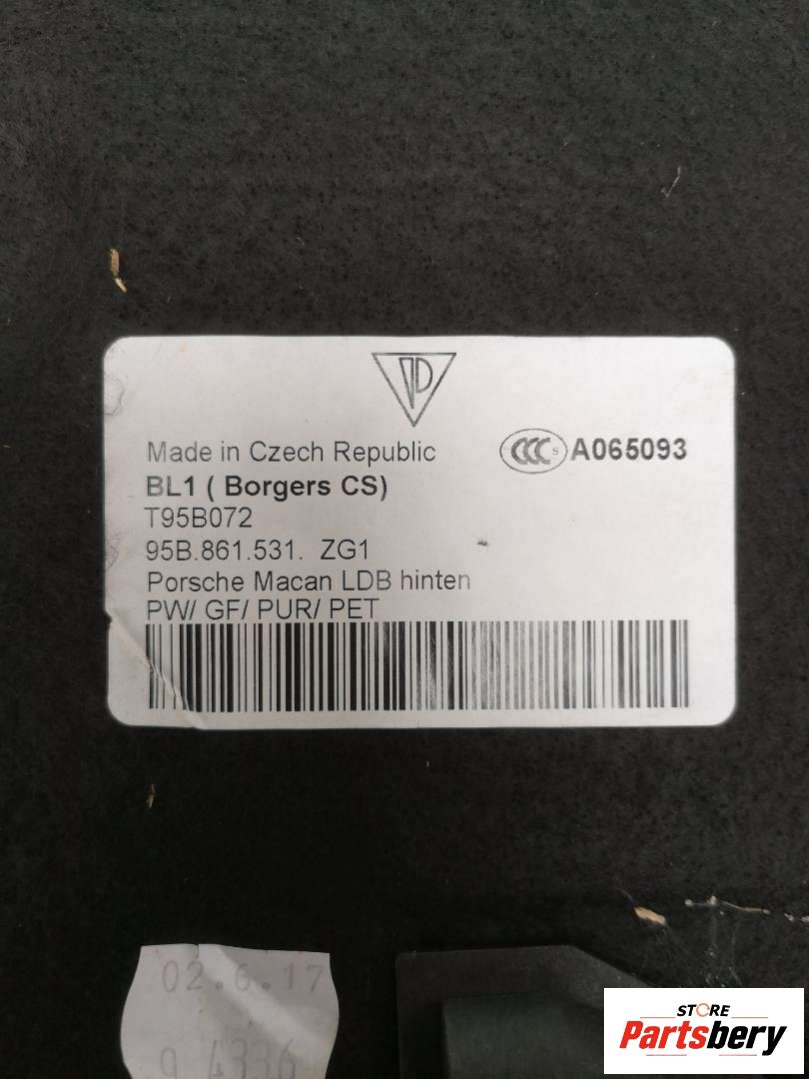 Made in Czech Republic
CCC S A065093
BL1 ( Borgers CS)
T95B072
95B.861.531. ZG1
Porsche Macan LDB hinten
PW/ GF/ PUR/ PET
02.6.17
STORE
Partsbery